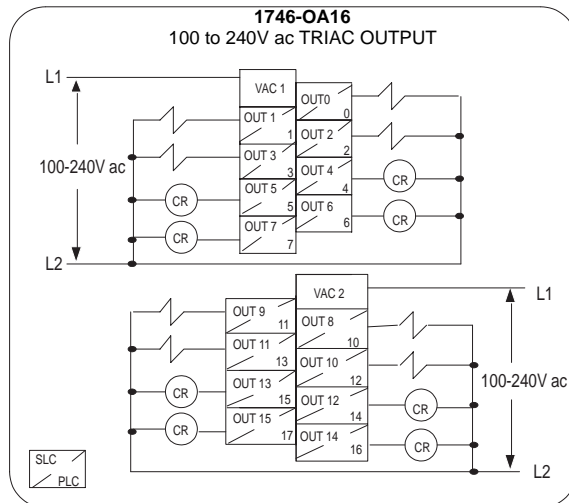 1746-OA16
100 to 240V ac TRIAC OUTPUT
L1
VAC 1
OUT0
0
OUT 1
1
OUT 2
2
OUT 3
3
OUT 4
4
100-240V ac
OUT 5
5
OUT 6
6
CR
CR
OUT 7
7
CR
CR
L2
VAC 2
L1
OUT 9
11
OUT 8
10
OUT 11
13
OUT 10
12
100-240V ac
OUT 13
15
OUT 12
14
CR
CR
OUT 15
17
OUT 14
16
CR
CR
L2
SLC
PLC